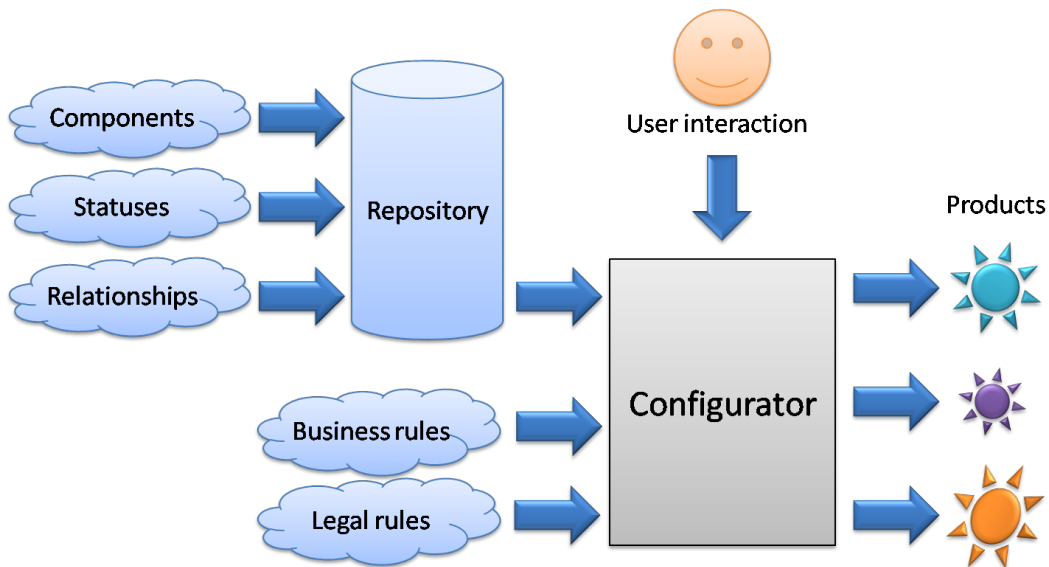 Components
Statuses
Relationships
Repository
User interaction
Products
Configurator
Business rules
Legal rules